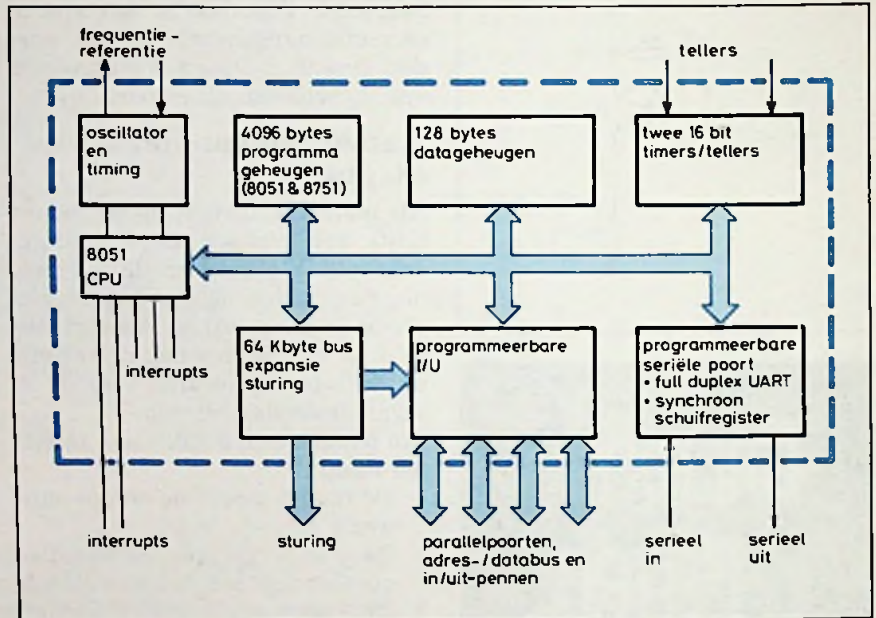 frequentie-
referentie
tellers
oscillator
en
timing
4096 bytes
programma
geheugen
(8051 & 8751)
128 bytes
datageheugen
twee 16 bit
timers/tellers
8051
CPU
interrupts
64 Kbyte bus
expansie
sturing
programmeerbare
I/U
programmeerbare
seriële poort
• full duplex UART
• synchroon
schuifregister
interrupts
sturing
parallelpoorten,
adres-/databus en
in/uit-pennen
serieel
in
serieel
uit